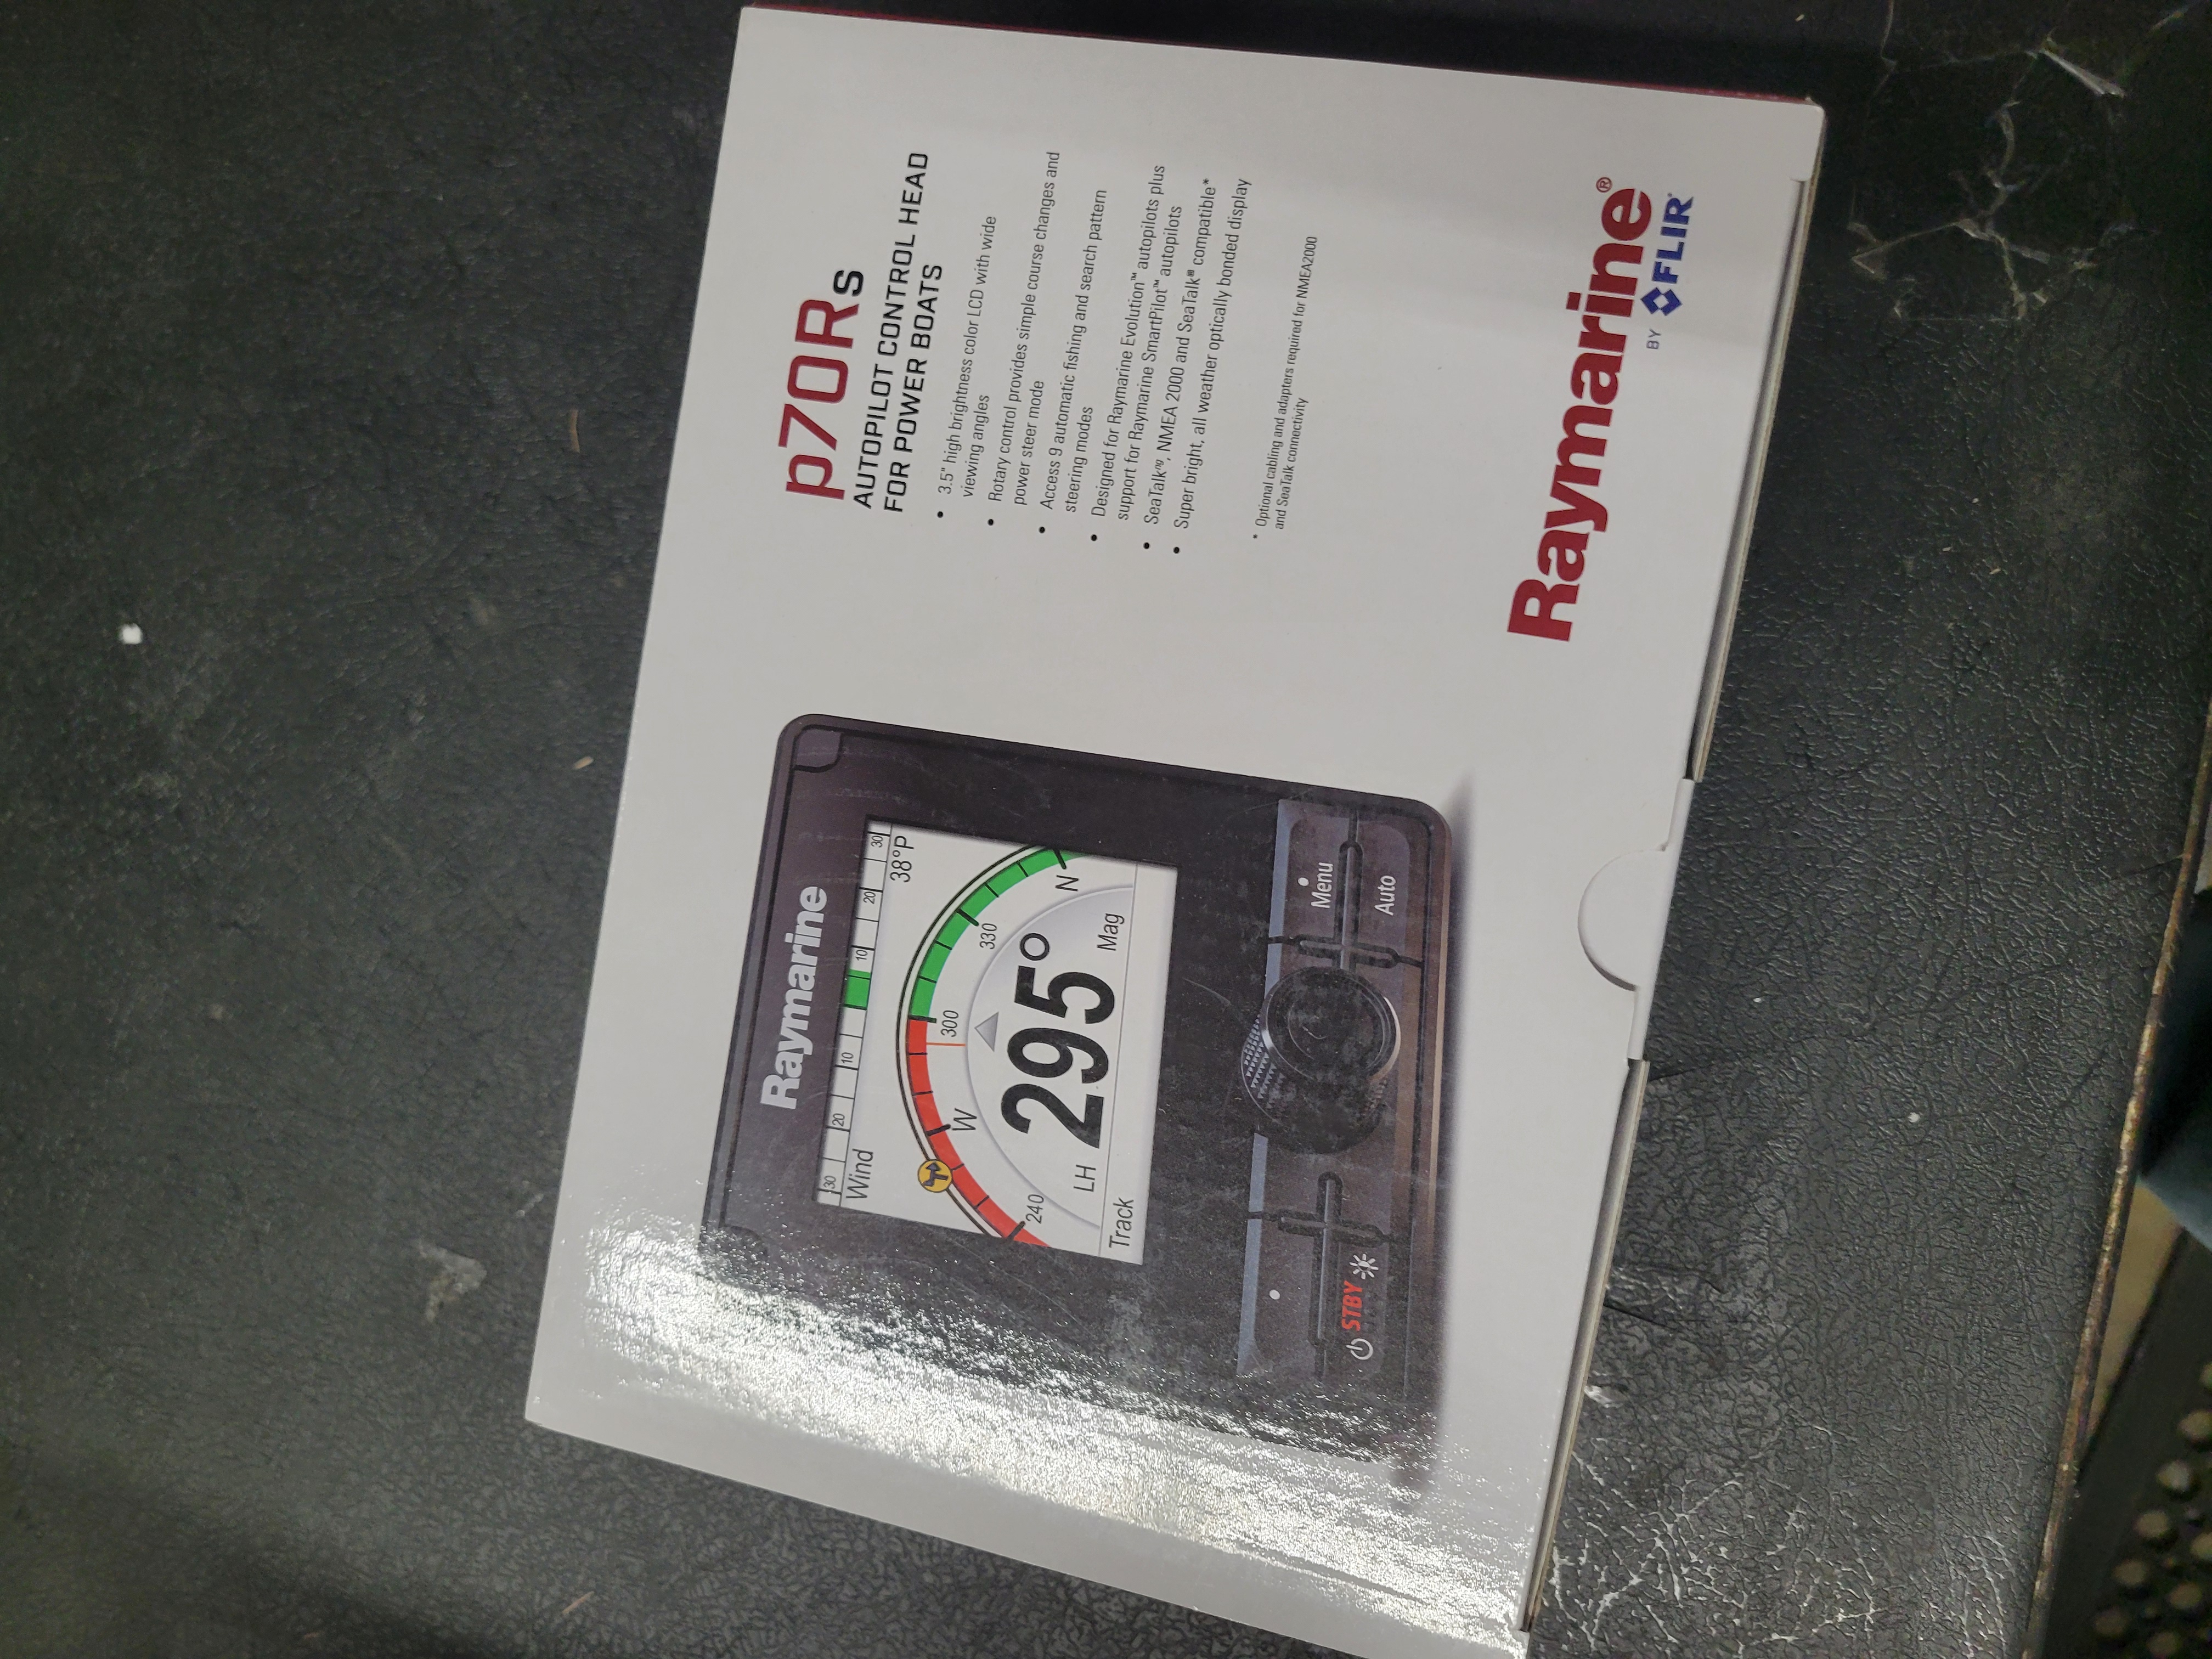 p70Rs
AUTOPILOT CONTROL HEAD
FOR POWER BOATS
• 3.5" high brightness color LCD with wide
viewing angles
• Rotary control provides simple course changes and
power steer mode
• Access 9 automatic fishing and search pattern
steering modes
• Designed for Raymarine Evolution™ autopilots plus
support for Raymarine SmartPilot™ autopilots
• SeaTalkng, NMEA 2000 and SeaTalk® compatible*
• Super bright, all weather optically bonded display
* Optional cabling and adapters required for NMEA2000
and SeaTalk connectivity
Raymarine®
BY FLIR
Raymarine
30 20 10 10 20 30
Wind 38°P
240 W 300 330 N
LH 295° Mag
Track
STBY
Menu
Auto